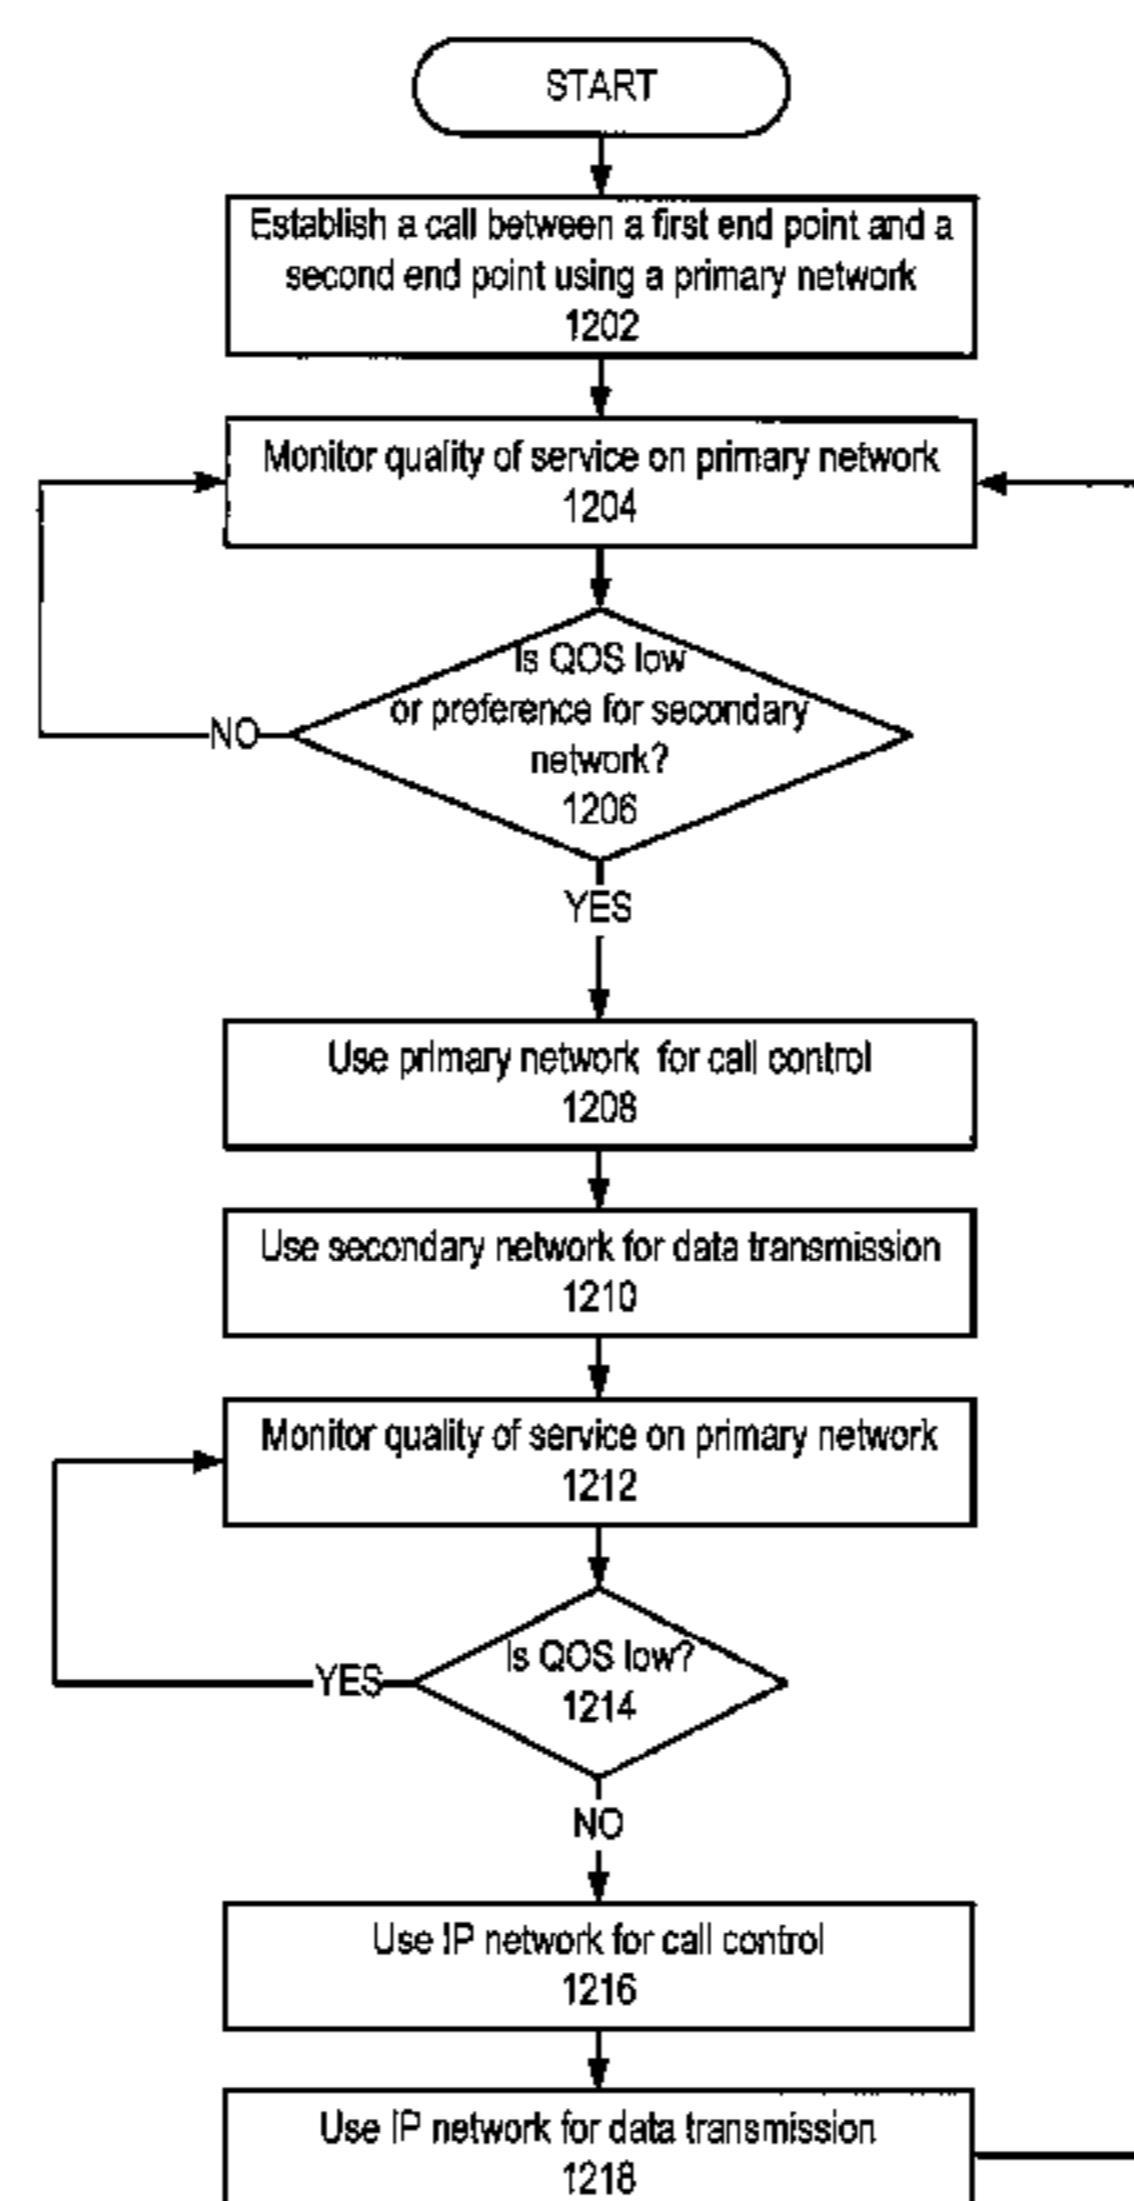 START
Establish a call between a first end point and a
second end point using a primary network
1202
Monitor quality of service on primary network
1204
Is QOS low
or preference for secondary
network?
1206
NO
YES
Use primary network for call control
1208
Use secondary network for data transmission
1210
Monitor quality of service on primary network
1212
Is QOS low?
1214
YES
NO
Use IP network for call control
1216
Use IP network for data transmission
1218